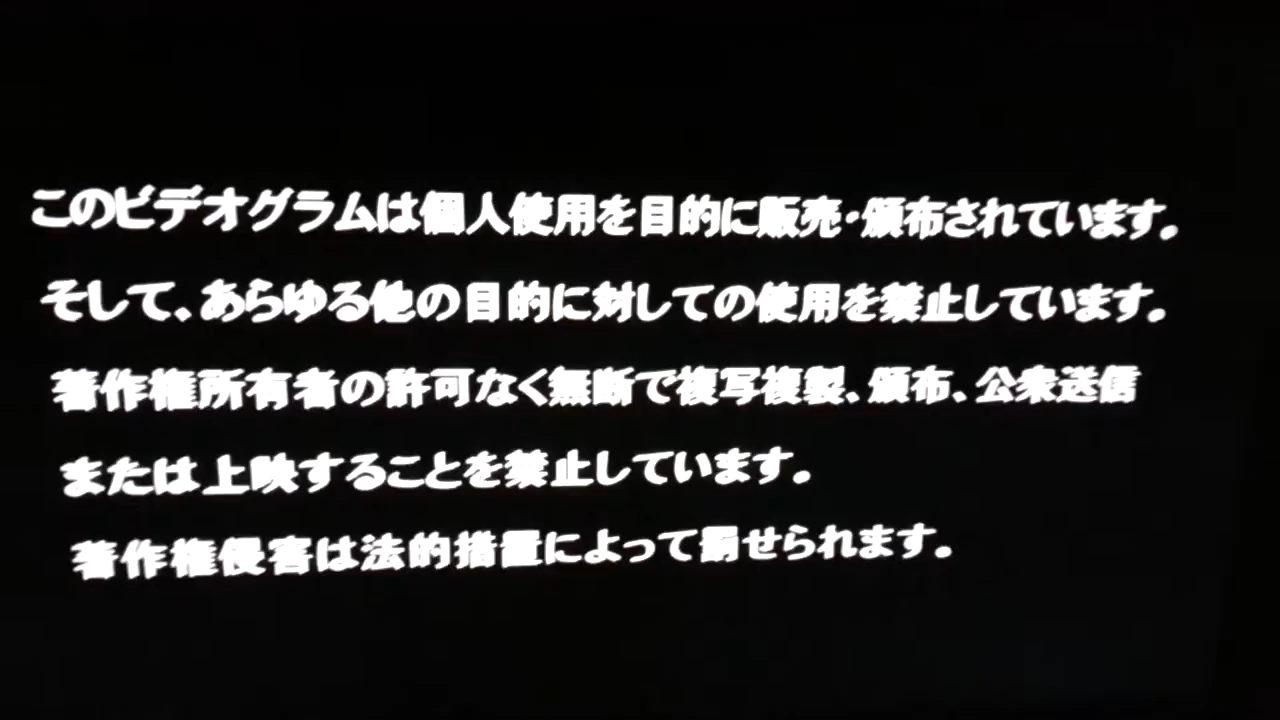 このビデオグラムは個人使用を目的に販売・頒布されています。
そして、あらゆる他の目的に対しての使用を禁止しています。
著作権所有者の許可なく無断で複写複製、頒布、公衆送信
または上映することを禁止しています。
著作権侵害は法的措置によって罰せられます。